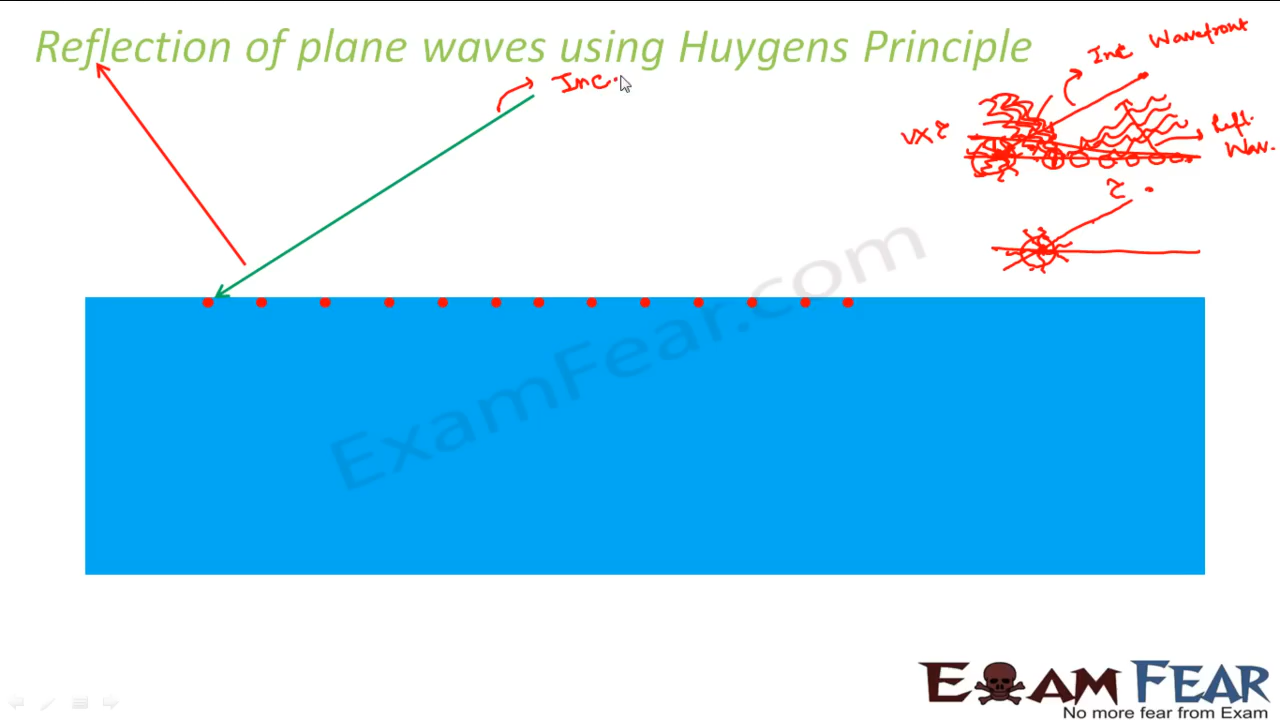 Reflection of plane waves using Huygens Principle
Inc.
Inc Wavefront
v×τ
Refl.
Wav.
τ
ExamFear.com
EXAM FEAR
No more fear from Exam